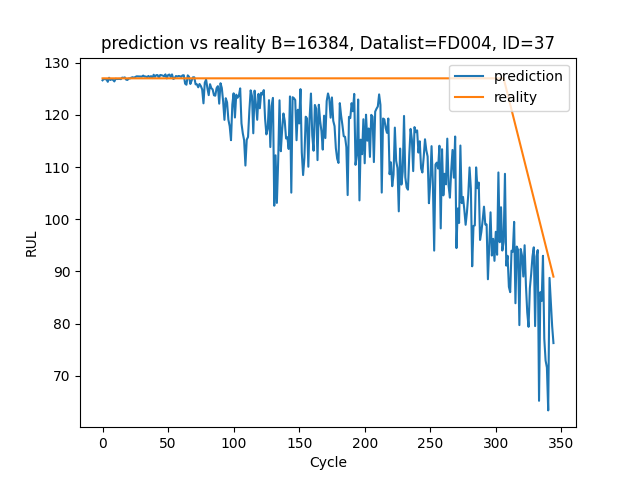 prediction vs reality B=16384, Datalist=FD004, ID=37
prediction
reality
RUL
130
120
110
100
90
80
70
0 50 100 150 200 250 300 350
Cycle